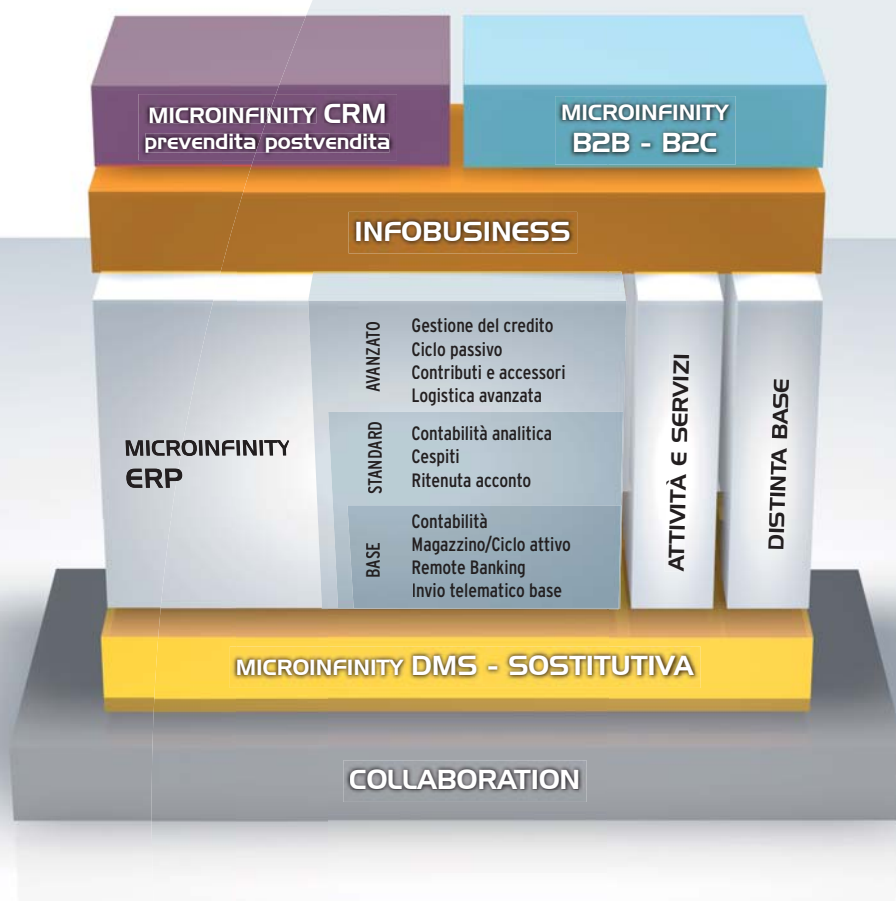 MICROINFINITY CRM
prevendita postvendita
MICROINFINITY
B2B - B2C
INFOBUSINESS
MICROINFINITY
ERP
AVANZATO
Gestione del credito
Ciclo passivo
Contributi e accessori
Logistica avanzata
STANDARD
Contabilità analitica
Cespiti
Ritenuta acconto
BASE
Contabilità
Magazzino/Ciclo attivo
Remote Banking
Invio telematico base
ATTIVITÀ E SERVIZI
DISTINTA BASE
MICROINFINITY DMS - SOSTITUTIVA
COLLABORATION